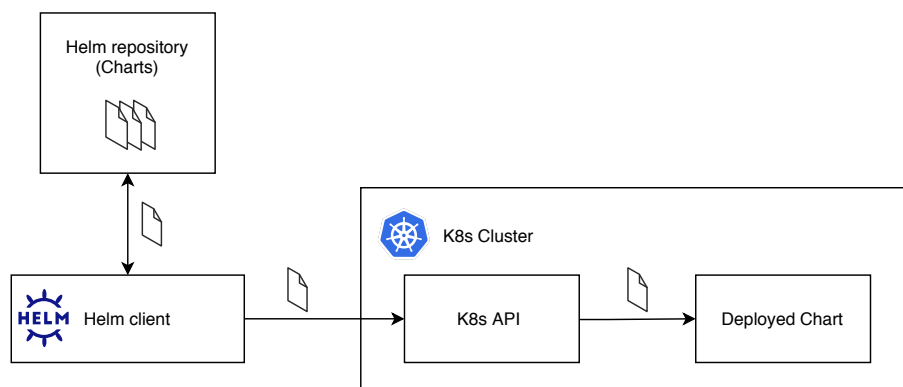 Helm repository
(Charts)
K8s Cluster
HELM
Helm client
K8s API
Deployed Chart